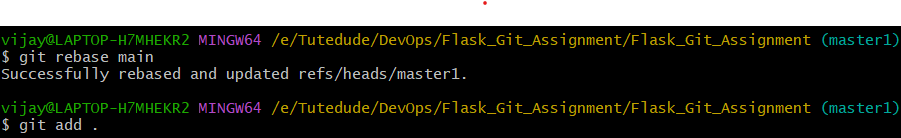 vijay@LAPTOP-H7MHEKR2 MINGW64 /e/Tutedude/DevOps/Flask_Git_Assignment/Flask_Git_Assignment (master1)
$ git rebase main
Successfully rebased and updated refs/heads/master1.
vijay@LAPTOP-H7MHEKR2 MINGW64 /e/Tutedude/DevOps/Flask_Git_Assignment/Flask_Git_Assignment (master1)
$ git add .